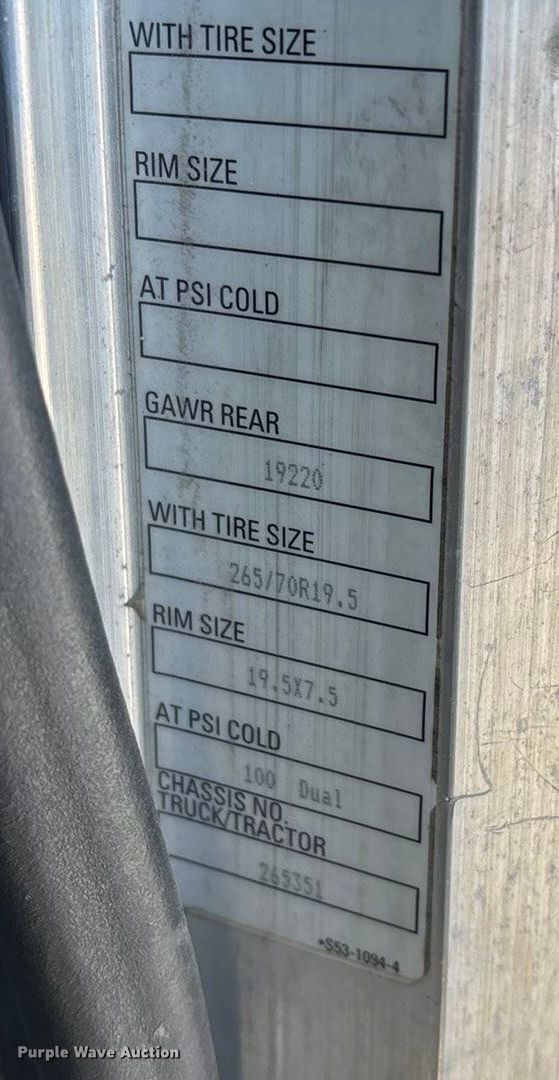 WITH TIRE SIZE
RIM SIZE
AT PSI COLD
GAWR REAR
19220
WITH TIRE SIZE
265/70R19.5
RIM SIZE
19.5X7.5
AT PSI COLD
100 Dual
CHASSIS NO.
TRUCK/TRACTOR
265351
•S53-1094-4
Purple Wave Auction